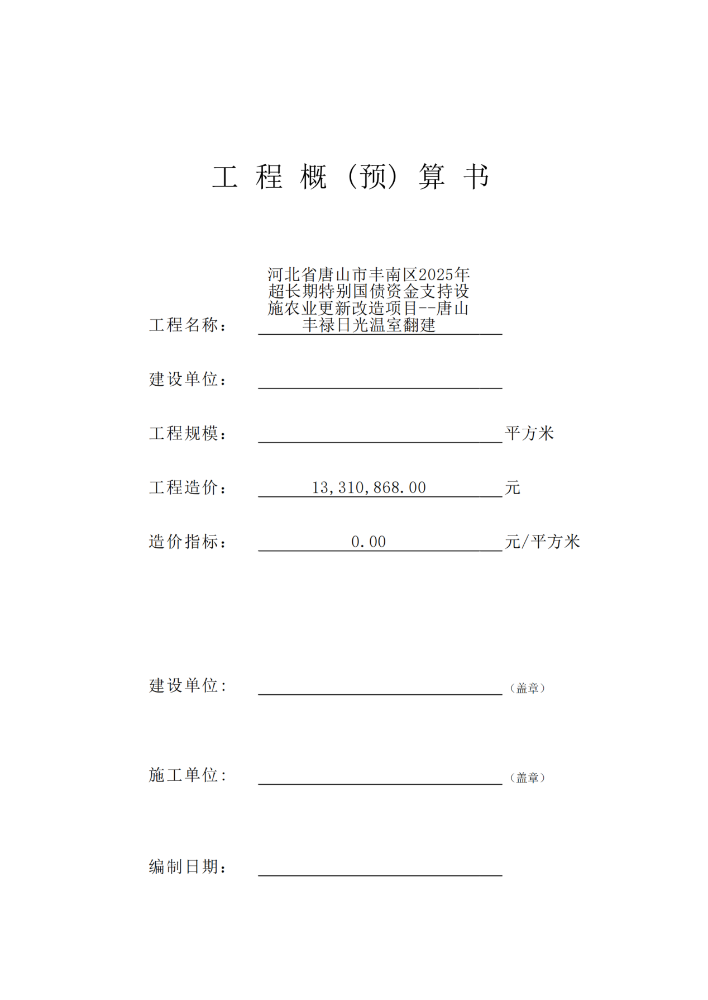 工 程 概 (预) 算 书
河北省唐山市丰南区2025年
超长期特别国债资金支持设
施农业更新改造项目--唐山
工程名称： 丰禄日光温室翻建
建设单位：
工程规模： 平方米
工程造价： 13,310,868.00 元
造价指标： 0.00 元/平方米
建设单位: （盖章）
施工单位: （盖章）
编制日期：